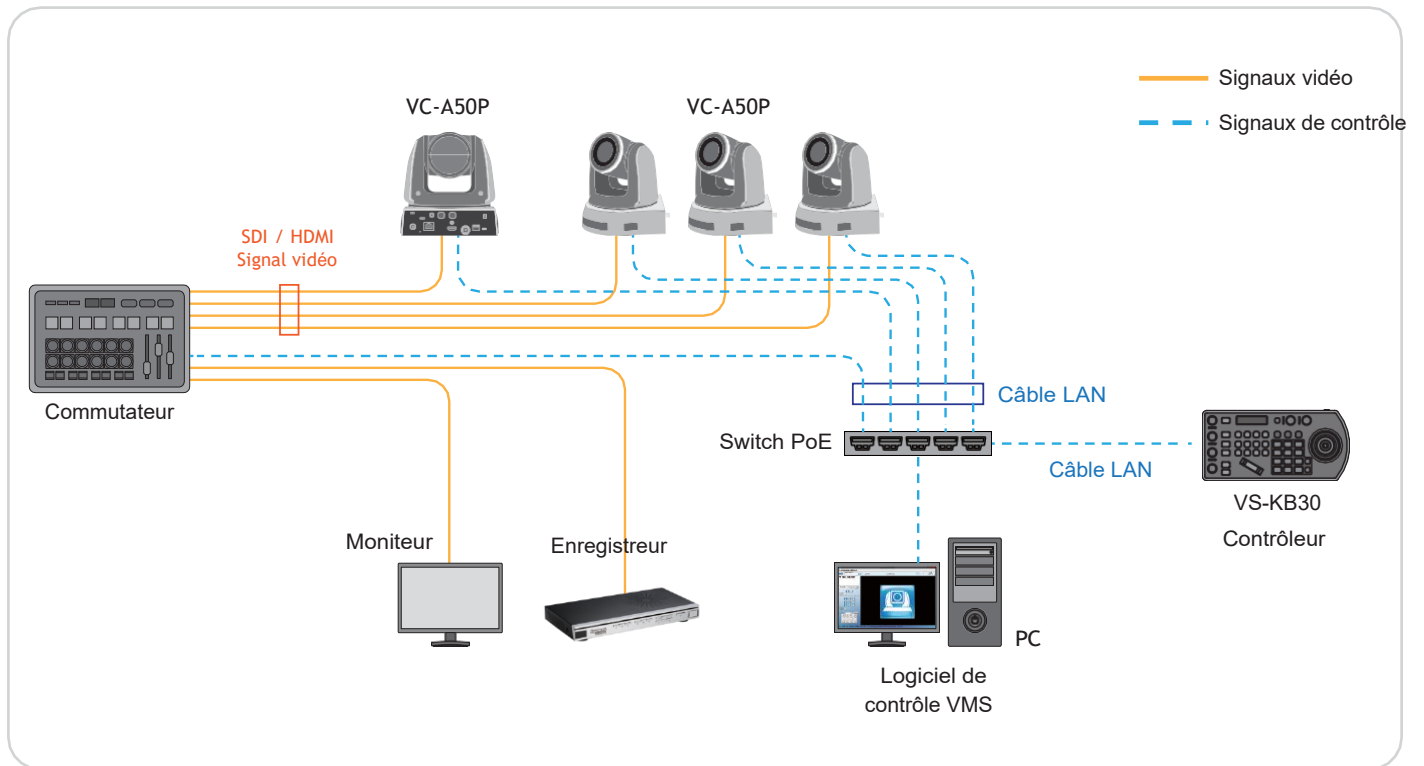 Signaux vidéo
Signaux de contrôle
VC-A50P
VC-A50P
SDI / HDMI
Signal vidéo
Commutateur
Câble LAN
Switch PoE
Câble LAN
VS-KB30
Contrôleur
Moniteur
Enregistreur
PC
Logiciel de
contrôle VMS